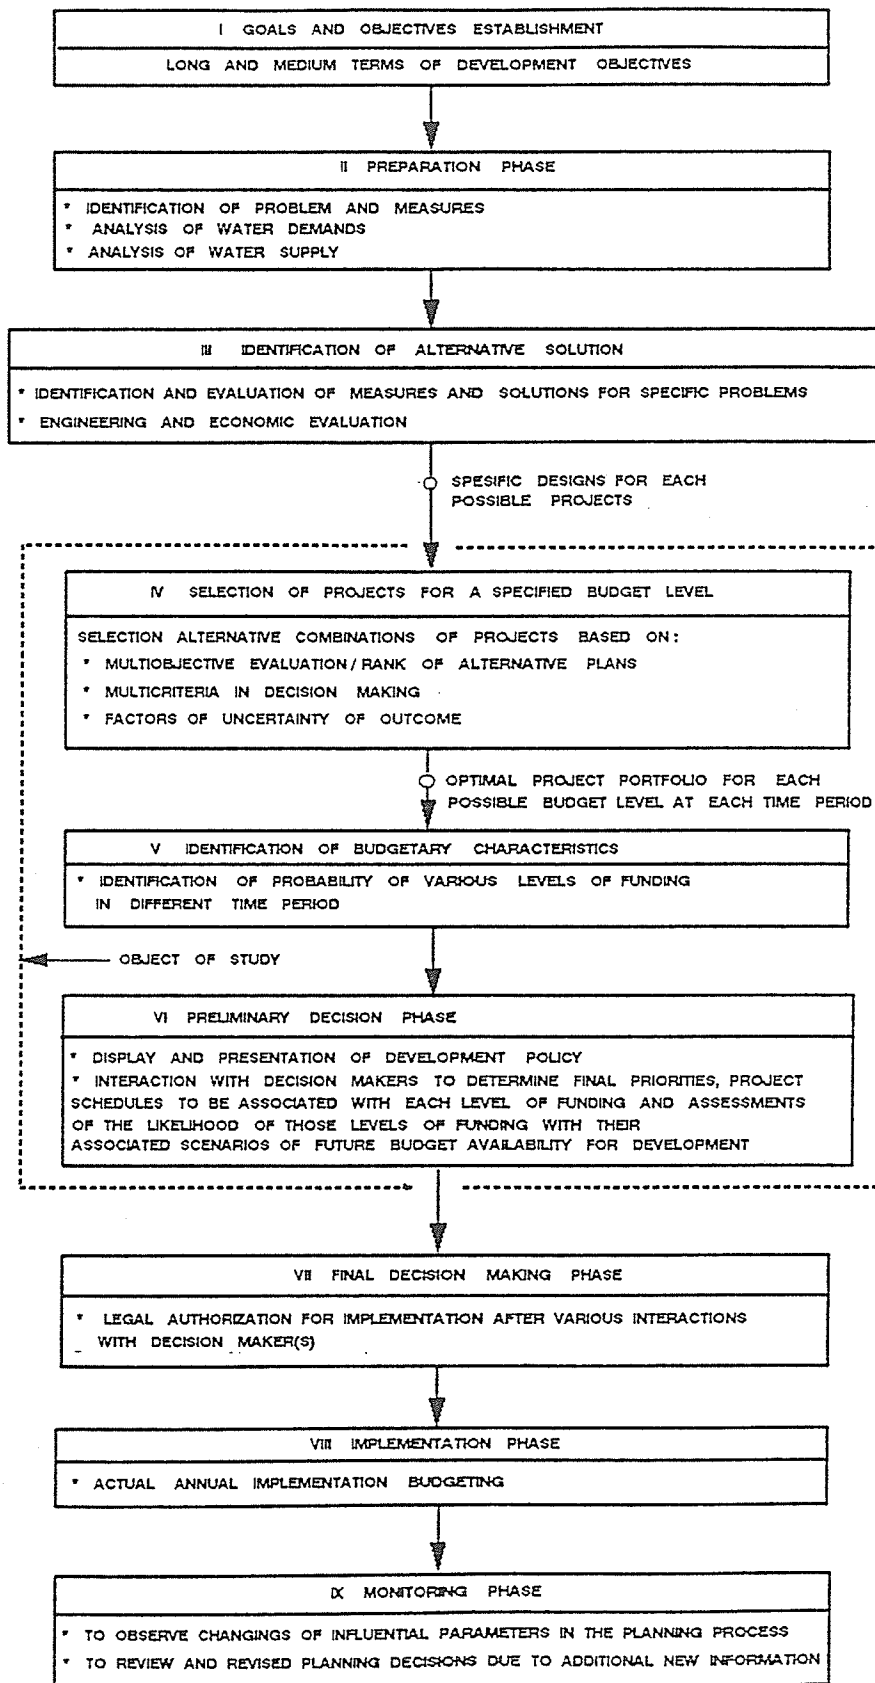 I GOALS AND OBJECTIVES ESTABLISHMENT
LONG AND MEDIUM TERMS OF DEVELOPMENT OBJECTIVES
II PREPARATION PHASE
* IDENTIFICATION OF PROBLEM AND MEASURES
* ANALYSIS OF WATER DEMANDS
* ANALYSIS OF WATER SUPPLY
III IDENTIFICATION OF ALTERNATIVE SOLUTION
* IDENTIFICATION AND EVALUATION OF MEASURES AND SOLUTIONS FOR SPECIFIC PROBLEMS
* ENGINEERING AND ECONOMIC EVALUATION
SPESIFIC DESIGNS FOR EACH
POSSIBLE PROJECTS
IV SELECTION OF PROJECTS FOR A SPECIFIED BUDGET LEVEL
SELECTION ALTERNATIVE COMBINATIONS OF PROJECTS BASED ON:
* MULTIOBJECTIVE EVALUATION / RANK OF ALTERNATIVE PLANS
* MULTICRITERIA IN DECISION MAKING
* FACTORS OF UNCERTAINTY OF OUTCOME
OPTIMAL PROJECT PORTFOLIO FOR EACH
POSSIBLE BUDGET LEVEL AT EACH TIME PERIOD
V IDENTIFICATION OF BUDGETARY CHARACTERISTICS
* IDENTIFICATION OF PROBABILITY OF VARIOUS LEVELS OF FUNDING
IN DIFFERENT TIME PERIOD
OBJECT OF STUDY
VI PRELIMINARY DECISION PHASE
* DISPLAY AND PRESENTATION OF DEVELOPMENT POLICY
* INTERACTION WITH DECISION MAKERS TO DETERMINE FINAL PRIORITIES, PROJECT
SCHEDULES TO BE ASSOCIATED WITH EACH LEVEL OF FUNDING AND ASSESSMENTS
OF THE LIKELIHOOD OF THOSE LEVELS OF FUNDING WITH THEIR
ASSOCIATED SCENARIOS OF FUTURE BUDGET AVAILABILITY FOR DEVELOPMENT
VII FINAL DECISION MAKING PHASE
* LEGAL AUTHORIZATION FOR IMPLEMENTATION AFTER VARIOUS INTERACTIONS
WITH DECISION MAKER(S)
VIII IMPLEMENTATION PHASE
* ACTUAL ANNUAL IMPLEMENTATION BUDGETING
IX MONITORING PHASE
* TO OBSERVE CHANGINGS OF INFLUENTIAL PARAMETERS IN THE PLANNING PROCESS
* TO REVIEW AND REVISED PLANNING DECISIONS DUE TO ADDITIONAL NEW INFORMATION